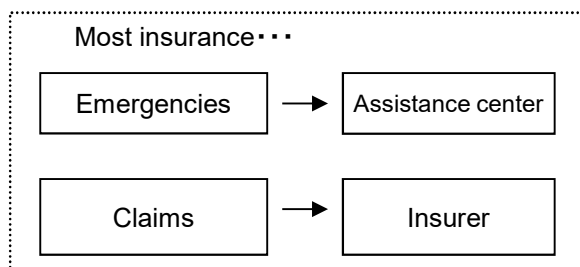 Most insurance･･･
Emergencies
Assistance center
Claims
Insurer